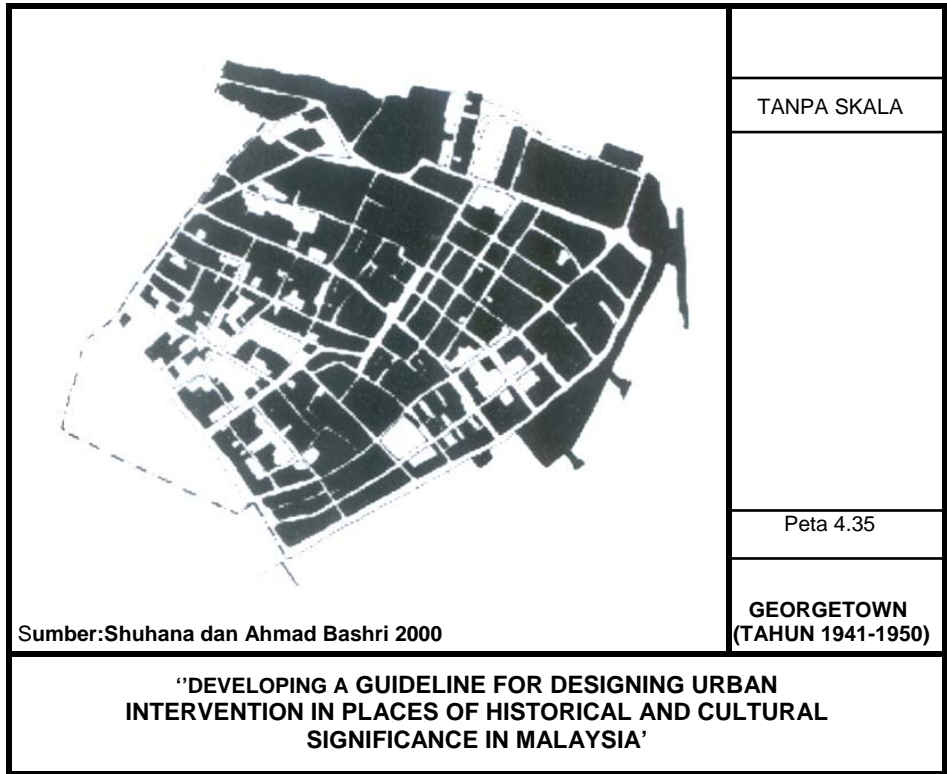 TANPA SKALA
Peta 4.35
GEORGETOWN
(TAHUN 1941-1950)
Sumber:Shuhana dan Ahmad Bashri 2000
‘’DEVELOPING A GUIDELINE FOR DESIGNING URBAN
INTERVENTION IN PLACES OF HISTORICAL AND CULTURAL
SIGNIFICANCE IN MALAYSIA’